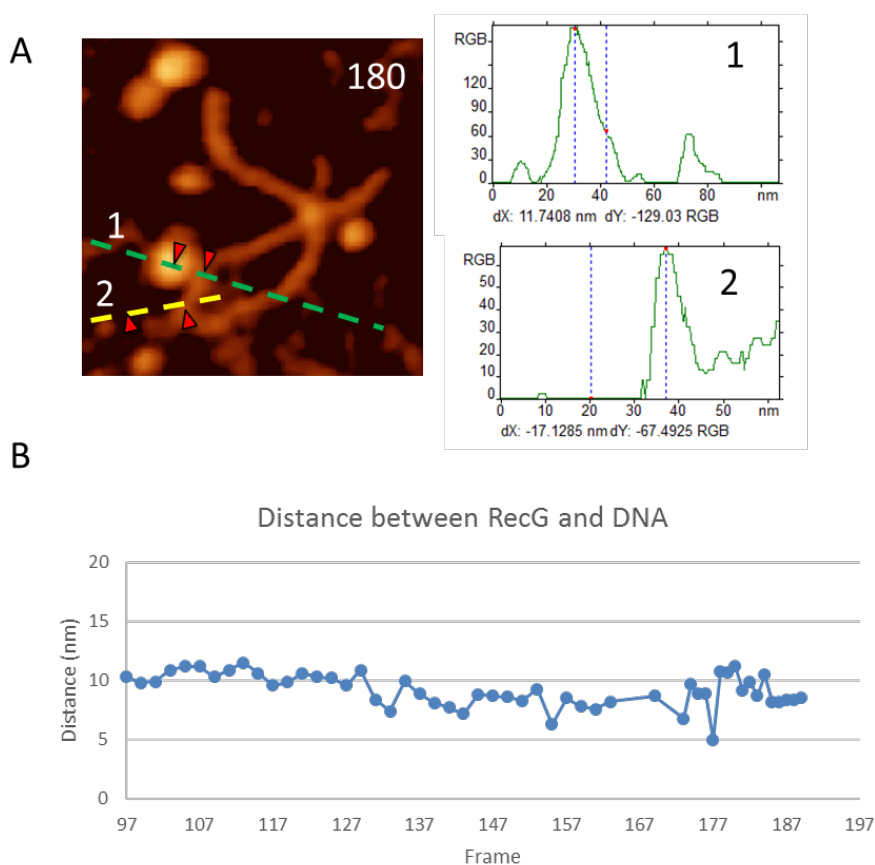 A
180
1
2
RGB
120
90
60
30
0
0 20 40 60 80 nm
dX: 11.7408 nm dY: -129.03 RGB
1
RGB
50
40
30
20
10
0
0 10 20 30 40 50 nm
dX: -17.1285 nm dY: -67.4925 RGB
2
B
Distance between RecG and DNA
Distance (nm)
20
15
10
5
0
97 107 117 127 137 147 157 167 177 187 197
Frame